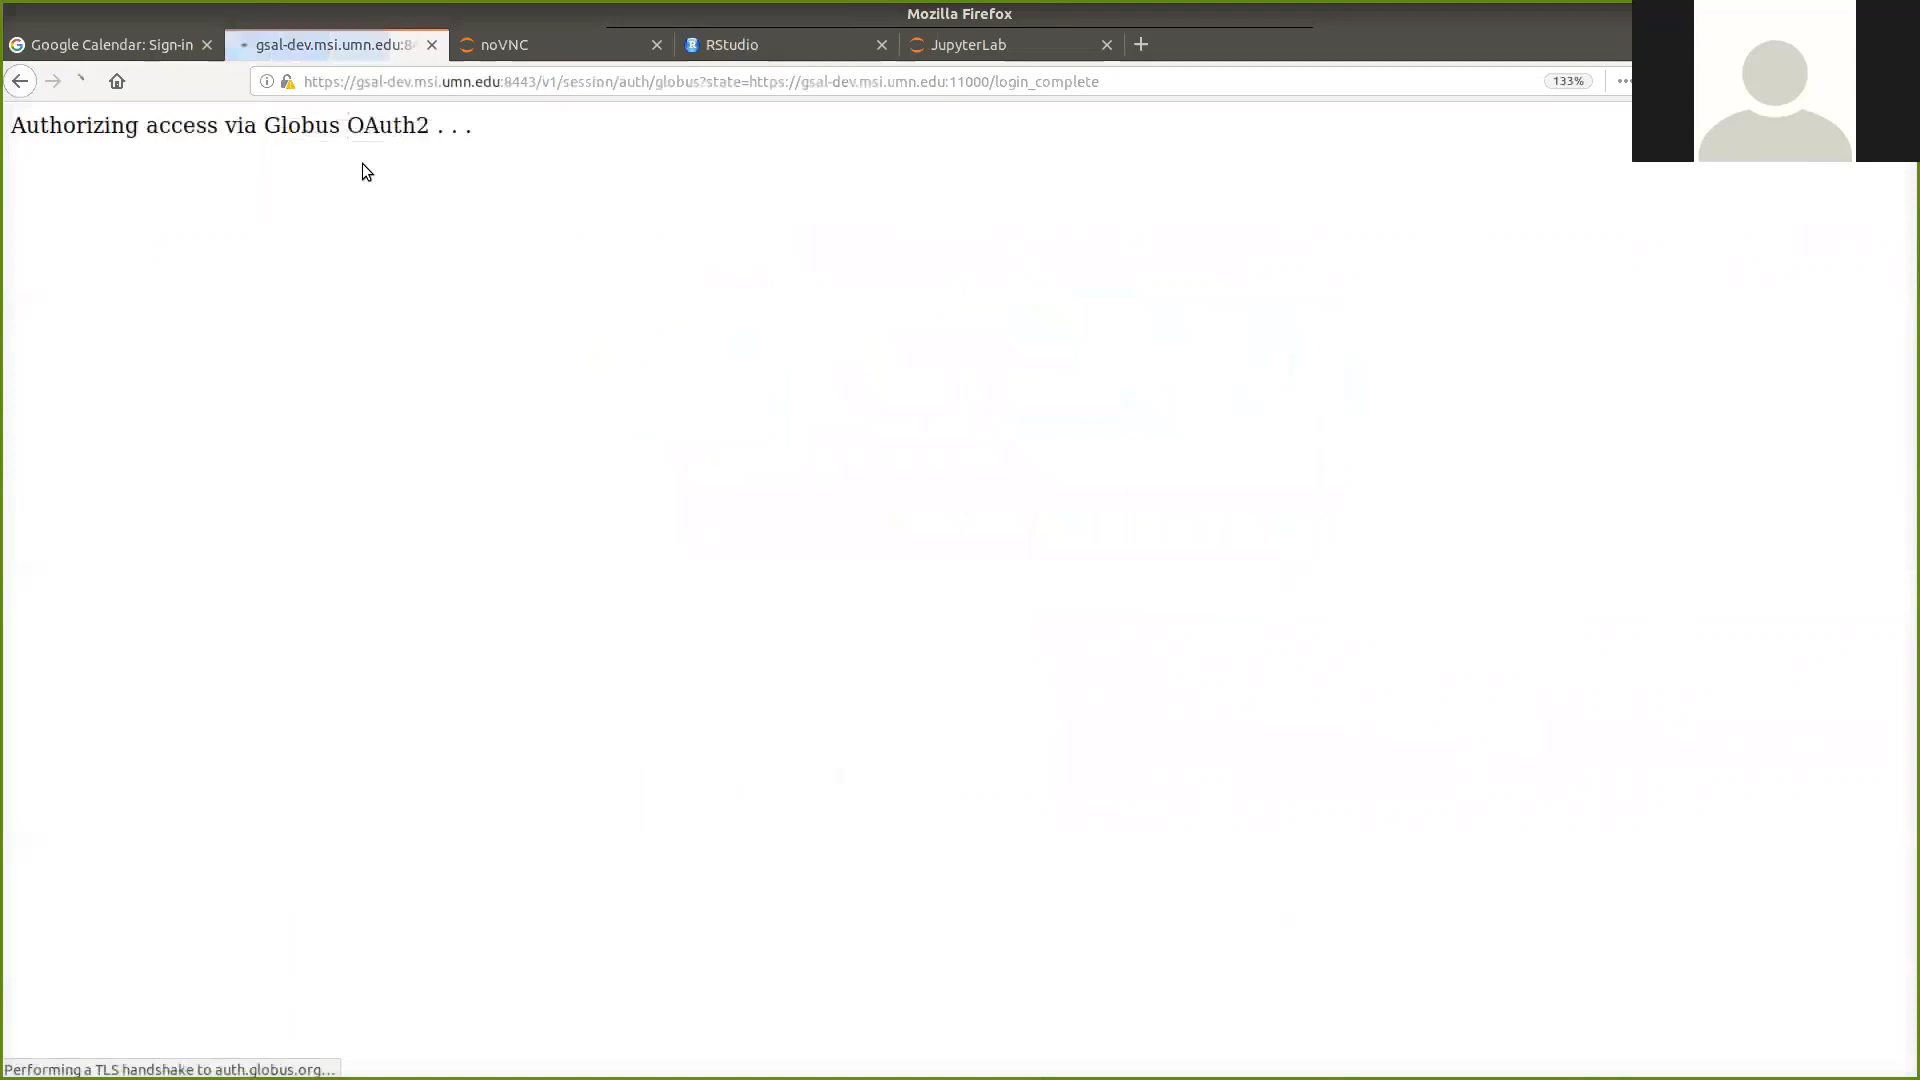 Mozilla Firefox
Google Calendar: Sign-in
gsal-dev.msi.umn.edu:84
noVNC
RStudio
JupyterLab
https://gsal-dev.msi.umn.edu:8443/v1/session/auth/globus?state=https://gsal-dev.msi.umn.edu:11000/login_complete
133%
Authorizing access via Globus OAuth2 . . .
Performing a TLS handshake to auth.globus.org...